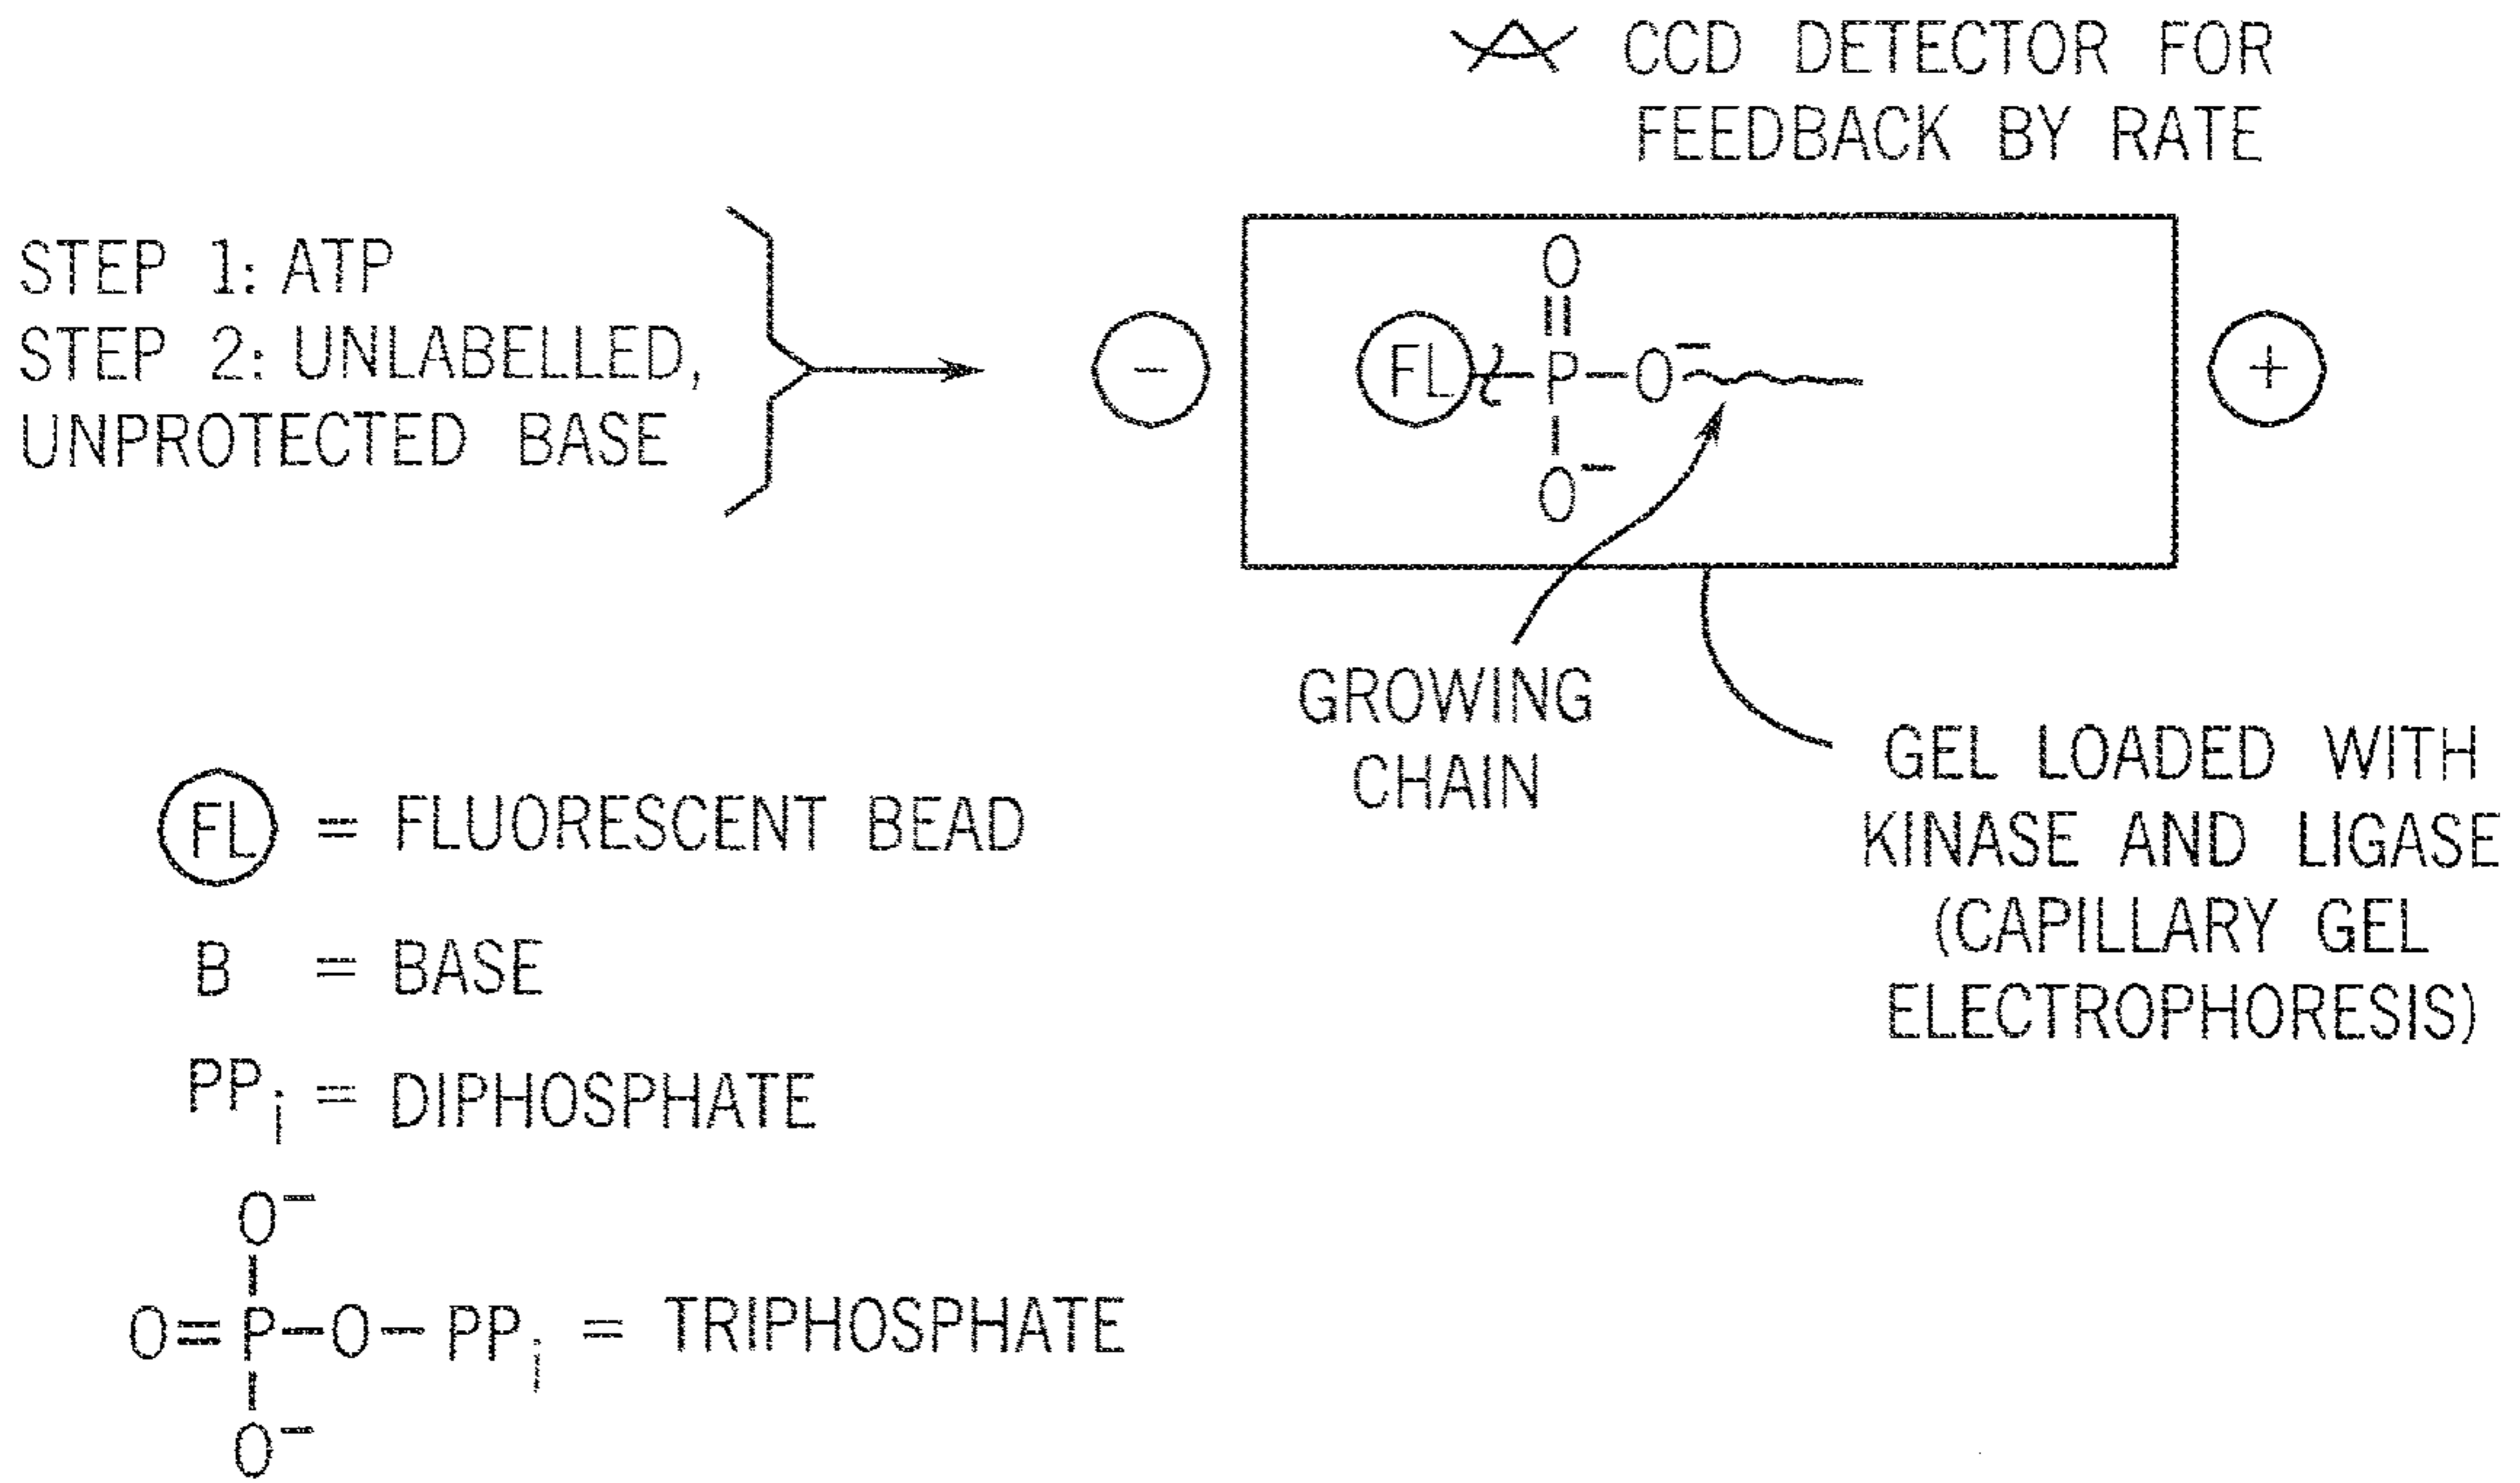 CCD DETECTOR FOR
FEEDBACK BY RATE
STEP 1: ATP
STEP 2: UNLABELLED,
UNPROTECTED BASE
-
FL
O
P-O⁻
O⁻
+
GROWING
CHAIN
GEL LOADED WITH
KINASE AND LIGASE
(CAPILLARY GEL
ELECTROPHORESIS)
FL = FLUORESCENT BEAD
B = BASE
PPi = DIPHOSPHATE
O⁻
O=P-O-PPi = TRIPHOSPHATE
O⁻